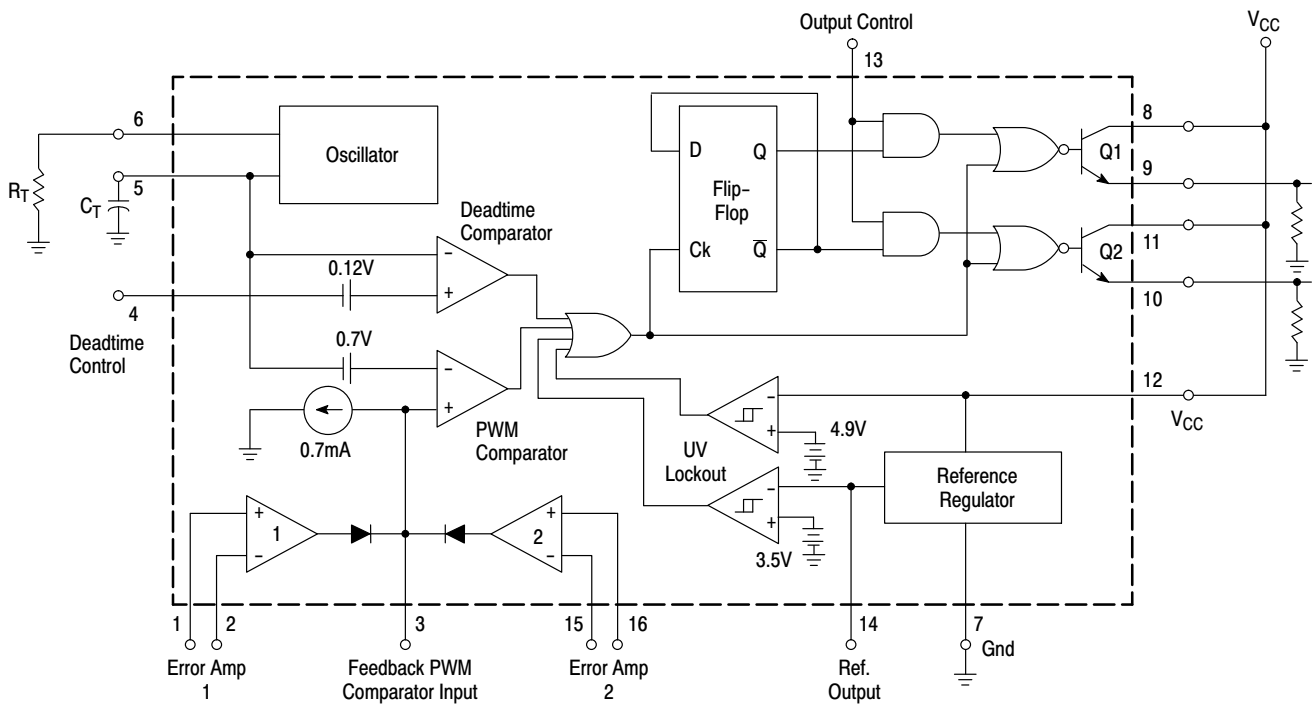 Output Control
V_CC
13
6
Oscillator
5
R_T
C_T
D
Q
Flip-
Flop
Ck
Q̅
8
Q1
9
11
Q2
10
Deadtime
Comparator
0.12V
−
+
4
Deadtime
Control
0.7V
−
+
0.7mA
PWM
Comparator
12
V_CC
−
+
4.9V
UV
Lockout
−
+
3.5V
Reference
Regulator
+
1
−
+
2
−
1
2
3
15
16
14
7
Gnd
Error Amp
1
Feedback PWM
Comparator Input
Error Amp
2
Ref.
Output